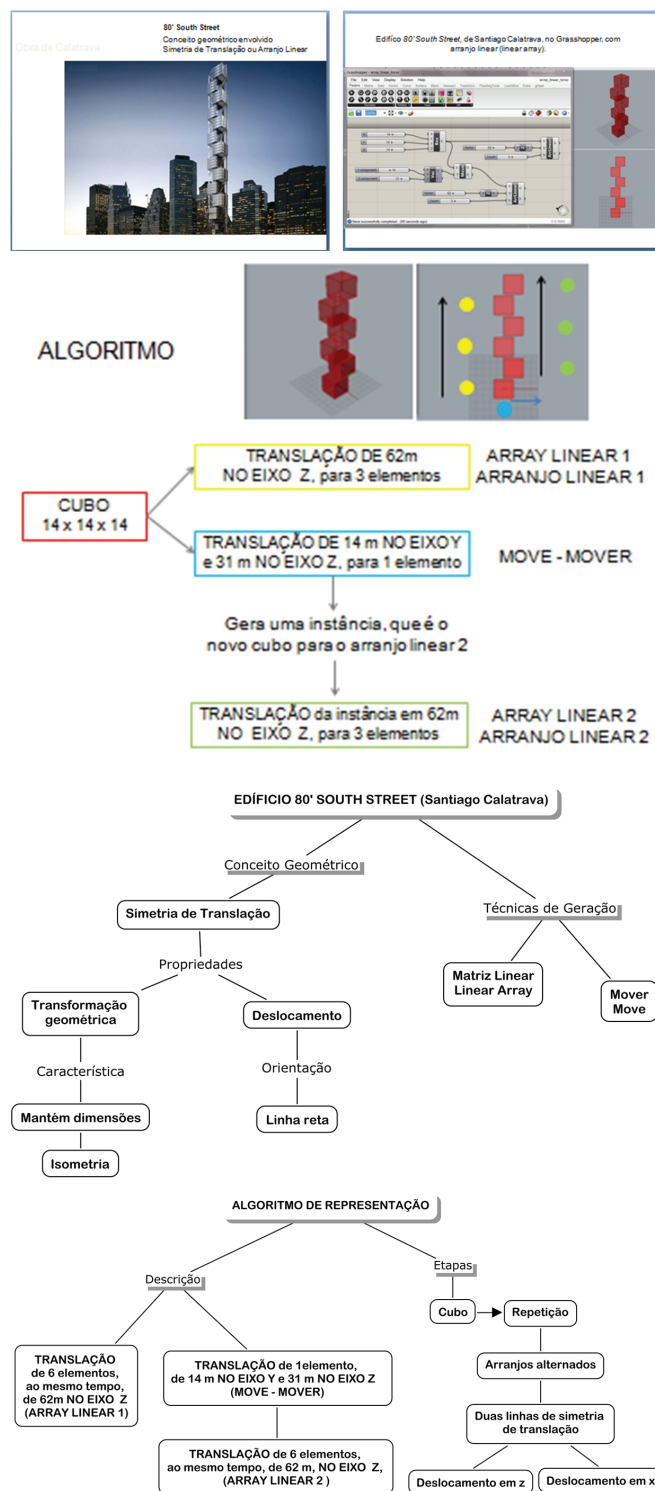 80' South Street
Conceito geométrico envolvido
Simetria de Translação ou Arranjo Linear
Obra de Calatrava
Edifíco 80'South Street, de Santiago Calatrava, no Grasshopper, com
arranjo linear (linear array).
File Edit View Display Solution Help
ALGORITMO
CUBO
14 x 14 x 14
TRANSLAÇÃO DE 62m
NO EIXO Z, para 3 elementos
ARRAY LINEAR 1
ARRANJO LINEAR 1
TRANSLAÇÃO DE 14 m NO EIXO Y
e 31 m NO EIXO Z, para 1 elemento
MOVE - MOVER
Gera uma instância, que é o
novo cubo para o arranjo linear 2
TRANSLAÇÃO da instância em 62m
NO EIXO Z, para 3 elementos
ARRAY LINEAR 2
ARRANJO LINEAR 2
EDÍFICIO 80' SOUTH STREET (Santiago Calatrava)
Conceito Geométrico
Simetria de Translação
Propriedades
Transformação
geométrica
Característica
Mantém dimensões
Isometria
Deslocamento
Orientação
Linha reta
Técnicas de Geração
Matriz Linear
Linear Array
Mover
Move
ALGORITMO DE REPRESENTAÇÃO
Descrição
TRANSLAÇÃO
de 6 elementos,
ao mesmo tempo,
de 62m NO EIXO Z
(ARRAY LINEAR 1)
TRANSLAÇÃO de 1elemento,
de 14 m NO EIXO Y e 31 m NO EIXO Z
(MOVE - MOVER)
TRANSLAÇÃO de 6 elementos,
ao mesmo tempo, de 62 m, NO EIXO Z,
(ARRAY LINEAR 2 )
Etapas
Cubo
Repetição
Arranjos alternados
Duas linhas de simetria
de translação
Deslocamento em z
Deslocamento em x